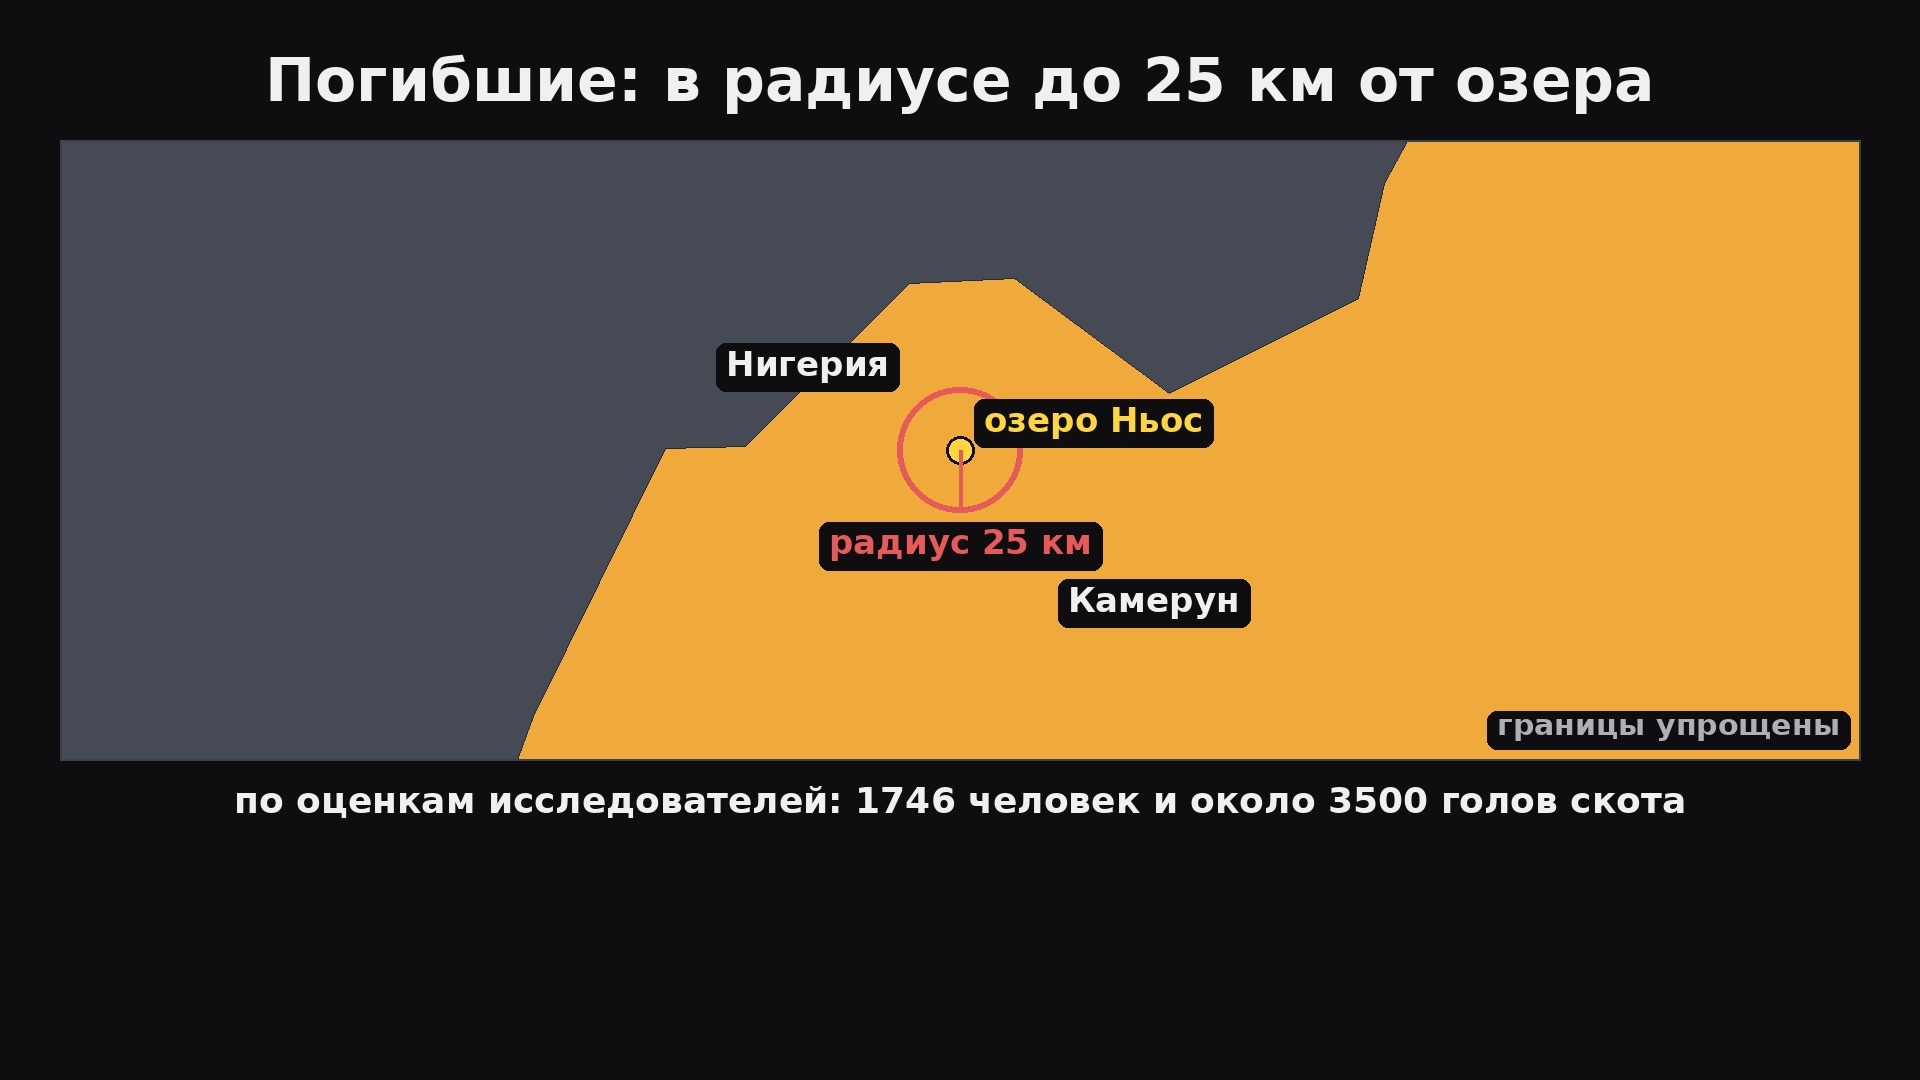 Погибшие: в радиусе до 25 км от озера
Нигерия
озеро Ньос
радиус 25 км
Камерун
границы упрощены
по оценкам исследователей: 1746 человек и около 3500 голов скота